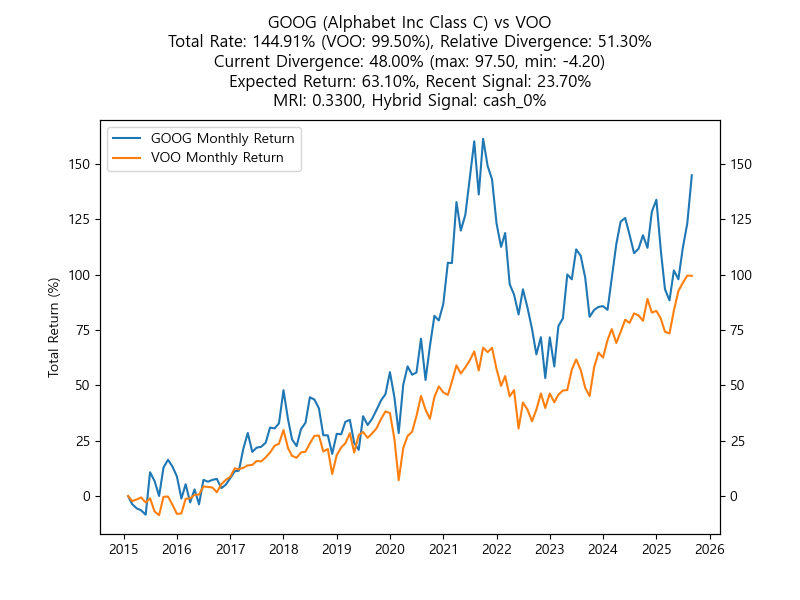 GOOG (Alphabet Inc Class C) vs VOO
Total Rate: 144.91% (VOO: 99.50%), Relative Divergence: 51.30%
Current Divergence: 48.00% (max: 97.50, min: -4.20)
Expected Return: 63.10%, Recent Signal: 23.70%
MRI: 0.3300, Hybrid Signal: cash_0%
GOOG Monthly Return
VOO Monthly Return
Total Return (%)
150
125
100
75
50
25
0
150
125
100
75
50
25
0
2015 2016 2017 2018 2019 2020 2021 2022 2023 2024 2025 2026